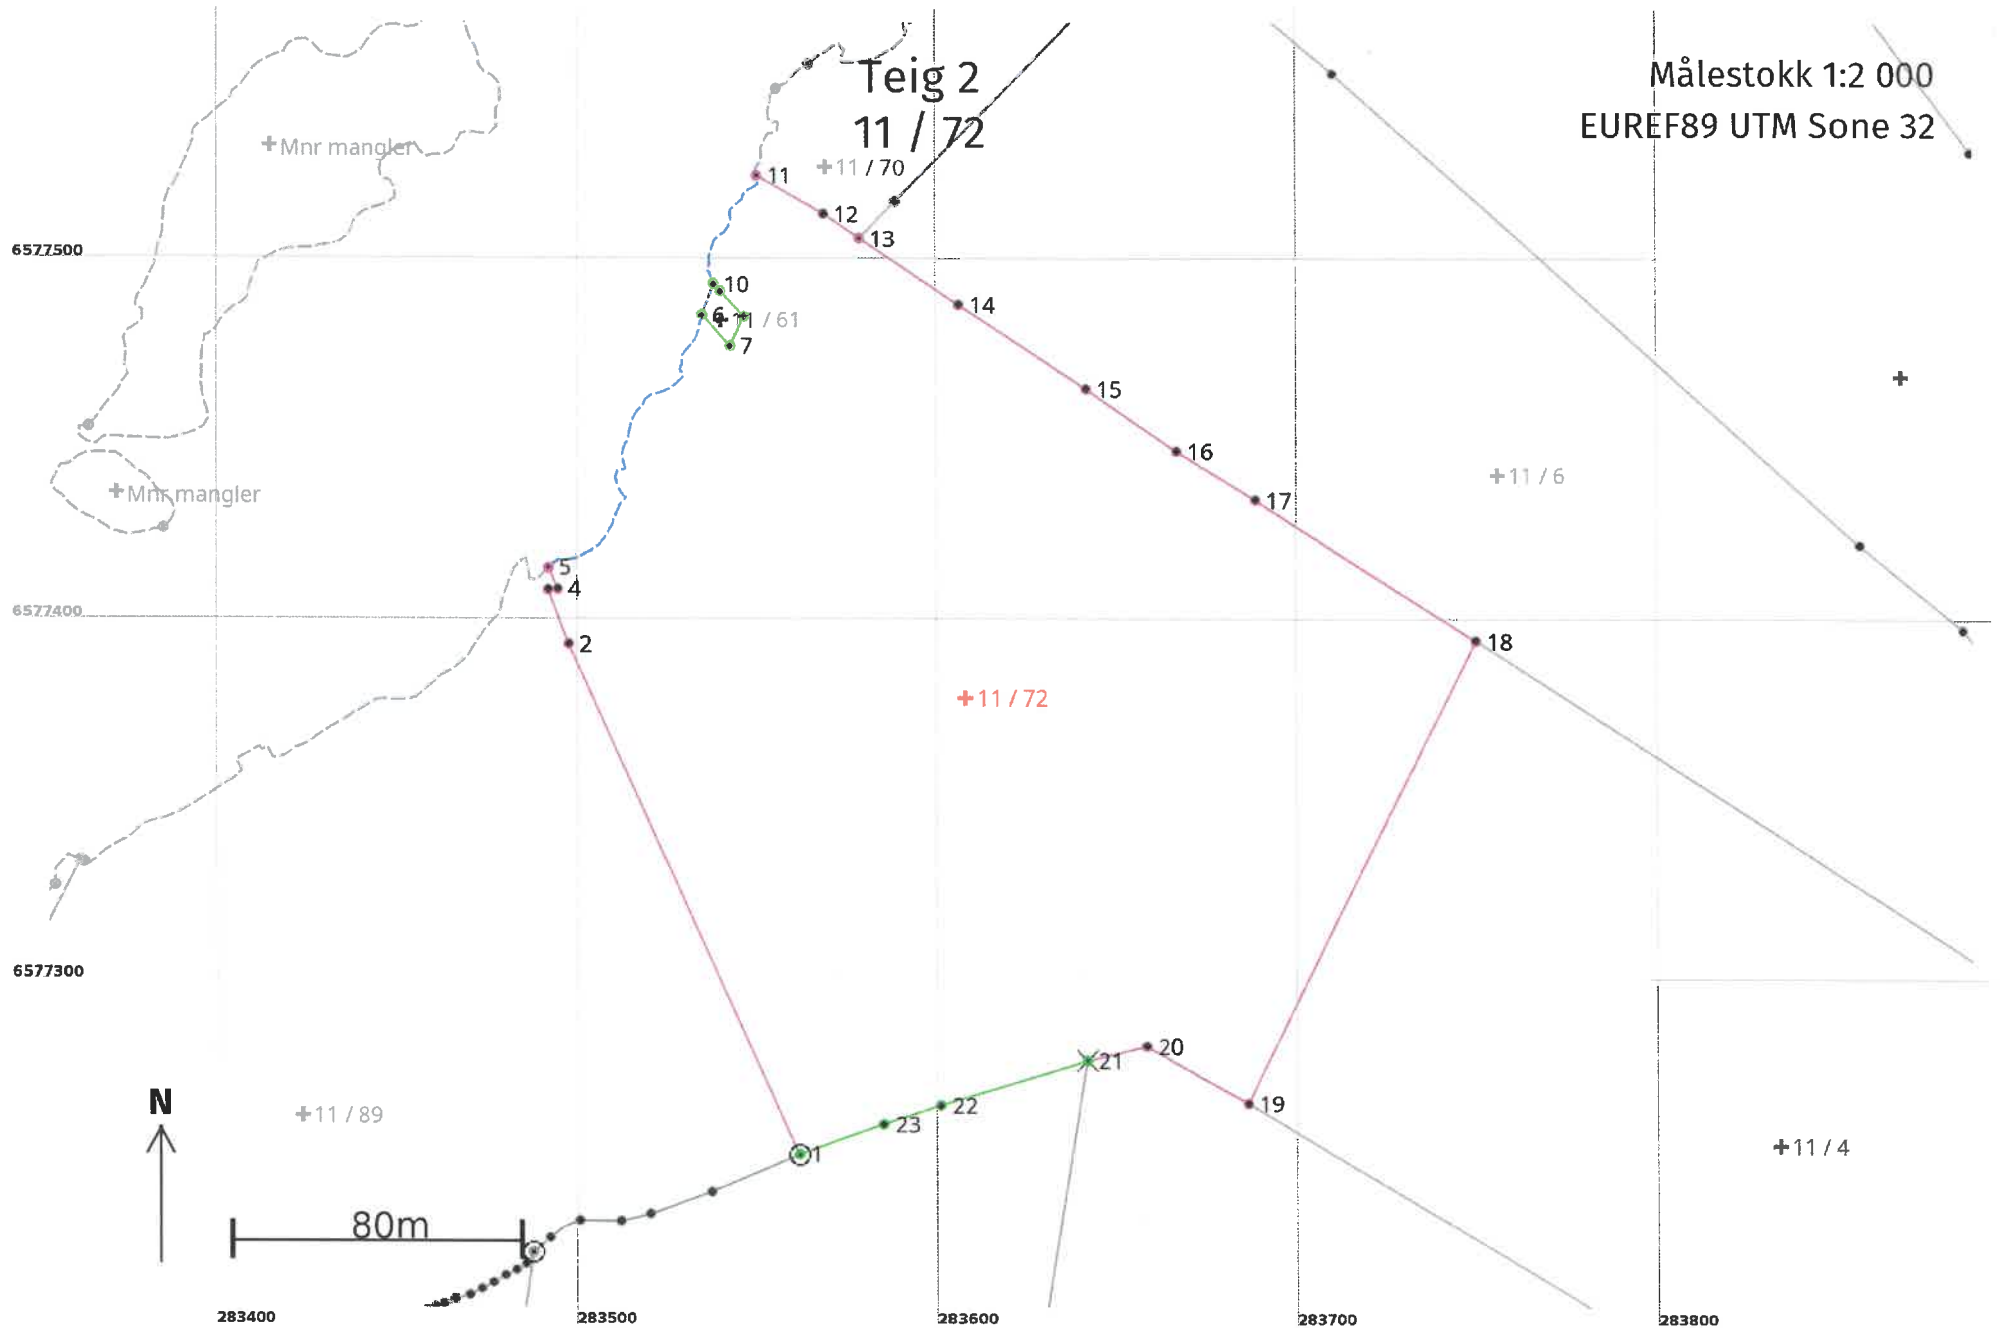 Teig 2
11 / 72
Målestokk 1:2 000
EUREF89 UTM Sone 32
Mnr mangler
11 / 70
11
12
13
6577500
10
6
11 / 61
7
14
15
16
17
11 / 6
Mnr mangler
5
4
6577400
2
18
11 / 72
6577300
20
21
19
22
23
1
N
11 / 89
11 / 4
80m
283400
283500
283600
283700
283800